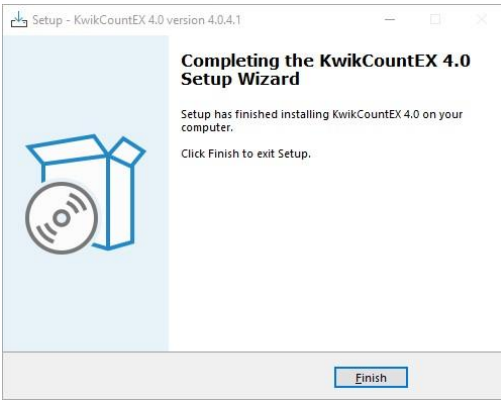 Setup - KwikCountEX 4.0 version 4.0.4.1
Completing the KwikCountEX 4.0
Setup Wizard
Setup has finished installing KwikCountEX 4.0 on your
computer.
Click Finish to exit Setup.
Finish